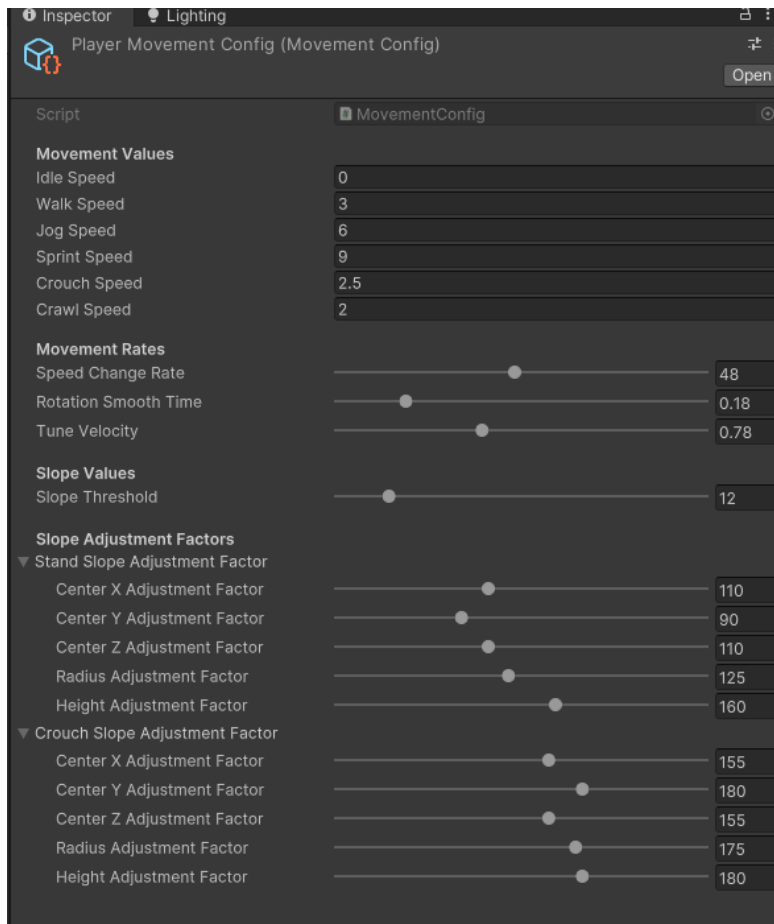 Inspector Lighting
Player Movement Config (Movement Config)
Open
Script MovementConfig
Movement Values
Idle Speed 0
Walk Speed 3
Jog Speed 6
Sprint Speed 9
Crouch Speed 2.5
Crawl Speed 2
Movement Rates
Speed Change Rate 48
Rotation Smooth Time 0.18
Tune Velocity 0.78
Slope Values
Slope Threshold 12
Slope Adjustment Factors
Stand Slope Adjustment Factor
Center X Adjustment Factor 110
Center Y Adjustment Factor 90
Center Z Adjustment Factor 110
Radius Adjustment Factor 125
Height Adjustment Factor 160
Crouch Slope Adjustment Factor
Center X Adjustment Factor 155
Center Y Adjustment Factor 180
Center Z Adjustment Factor 155
Radius Adjustment Factor 175
Height Adjustment Factor 180